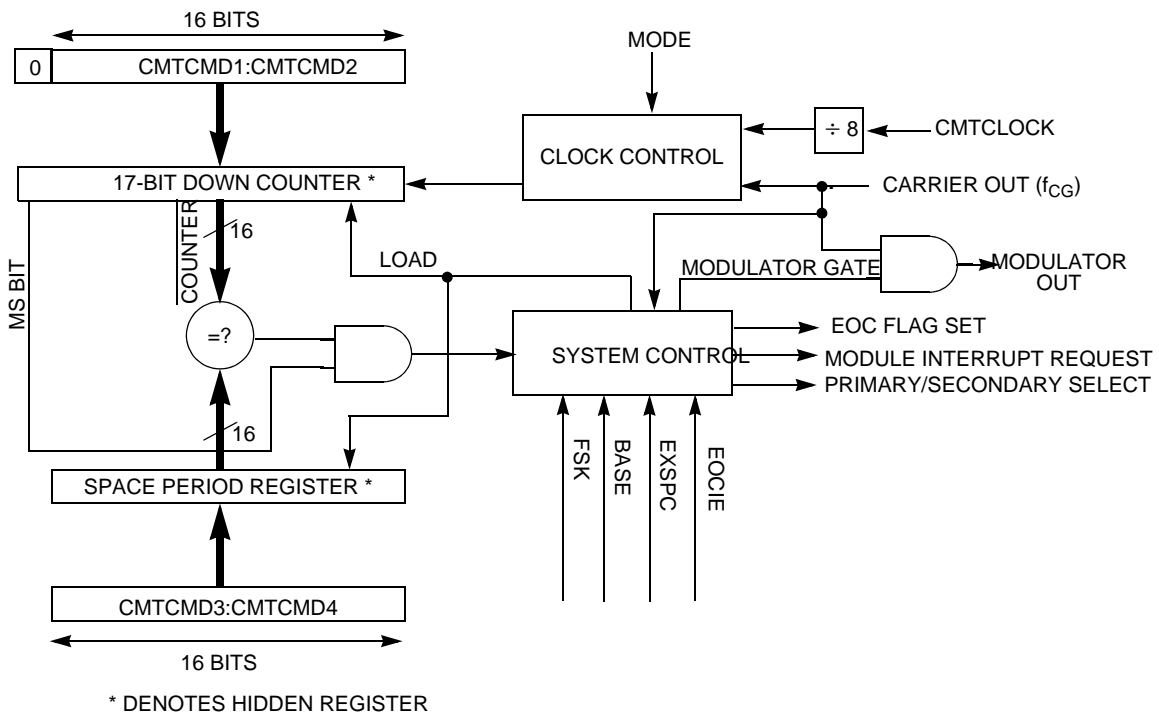 16 BITS
MODE
0
CMTCMD1:CMTCMD2
÷ 8
CMTCLOCK
CLOCK CONTROL
17-BIT DOWN COUNTER *
CARRIER OUT (fCG)
16
COUNTER
MS BIT
LOAD
MODULATOR GATE
MODULATOR
OUT
=?
EOC FLAG SET
SYSTEM CONTROL
MODULE INTERRUPT REQUEST
PRIMARY/SECONDARY SELECT
16
FSK
BASE
EXSPC
EOCIE
SPACE PERIOD REGISTER *
CMTCMD3:CMTCMD4
16 BITS
* DENOTES HIDDEN REGISTER